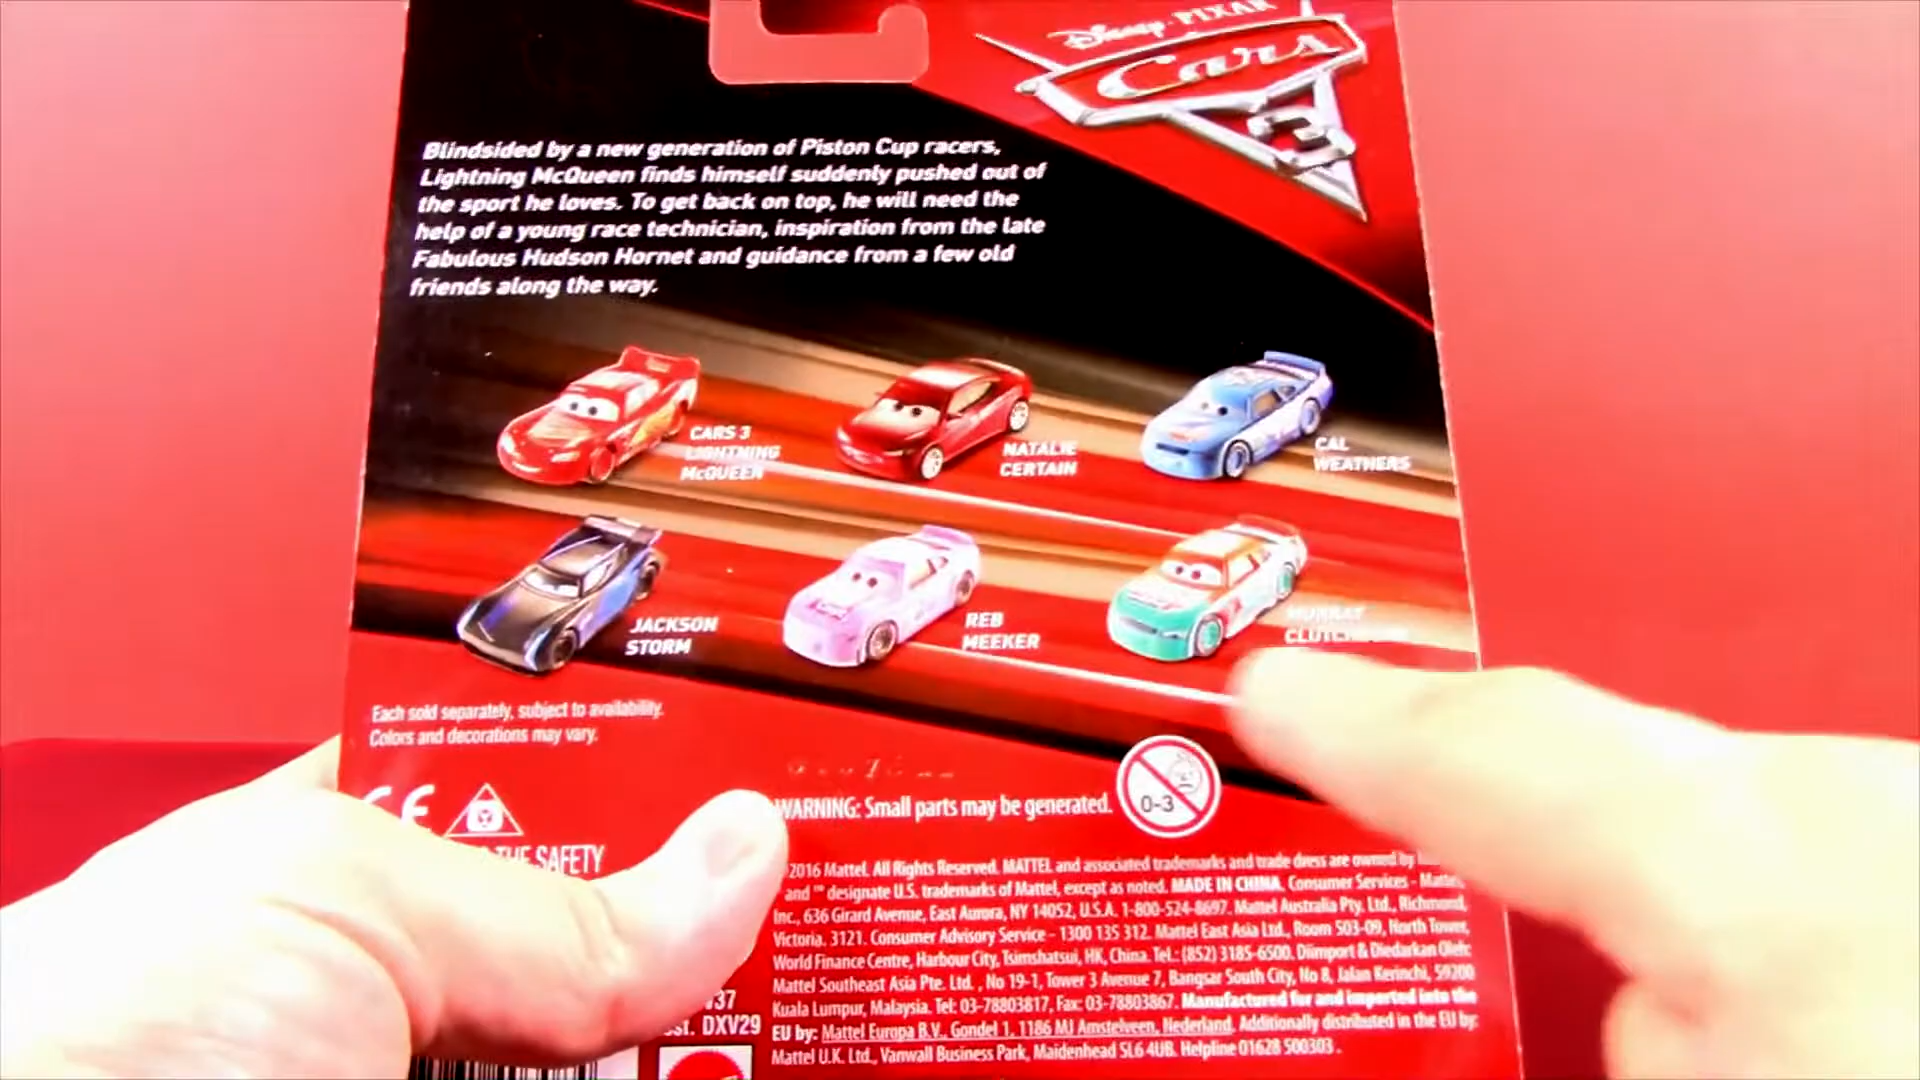 Disney · PIXAR
Cars
3
Blindsided by a new generation of Piston Cup racers,
Lightning McQueen finds himself suddenly pushed out of
the sport he loves. To get back on top, he will need the
help of a young race technician, inspiration from the late
Fabulous Hudson Hornet and guidance from a few old
friends along the way.
CARS 3
LIGHTNING
McQUEEN
NATALIE
CERTAIN
CAL
WEATHERS
JACKSON
STORM
REB
MEEKER
MURRAY
Each sold separately, subject to availability.
Colors and decorations may vary.
CE
THE SAFETY
WARNING: Small parts may be generated.
0-3
2016 Mattel. All Rights Reserved. MATTEL and associated trademarks and trade dress are owned by
and ™ designate U.S. trademarks of Mattel, except as noted. MADE IN CHINA. Consumer Services - Mattel,
Inc., 636 Girard Avenue, East Aurora, NY 14052, U.S.A. 1-800-524-8697. Mattel Australia Pty. Ltd., Richmond,
Victoria. 3121. Consumer Advisory Service - 1300 135 312. Mattel East Asia Ltd., Room 503-09, North Tower,
World Finance Centre, Harbour City, Tsimshatsui, HK, China. Tel.: (852) 3185-6500. Diimport & Diedarkan Oleh:
Mattel Southeast Asia Pte. Ltd. , No 19-1, Tower 3 Avenue 7, Bangsar South City, No 8, Jalan Kerinchi, 59200
Kuala Lumpur, Malaysia. Tel: 03-78803817, Fax: 03-78803867. Manufactured for and imported into the
EU by: Mattel Europa B.V., Gondel 1, 1186 MJ Amstelveen, Nederland. Additionally distributed in the EU by:
Mattel U.K. Ltd., Vanwall Business Park, Maidenhead SL6 4UB. Helpline 01628 500303 .
V37
DXV29